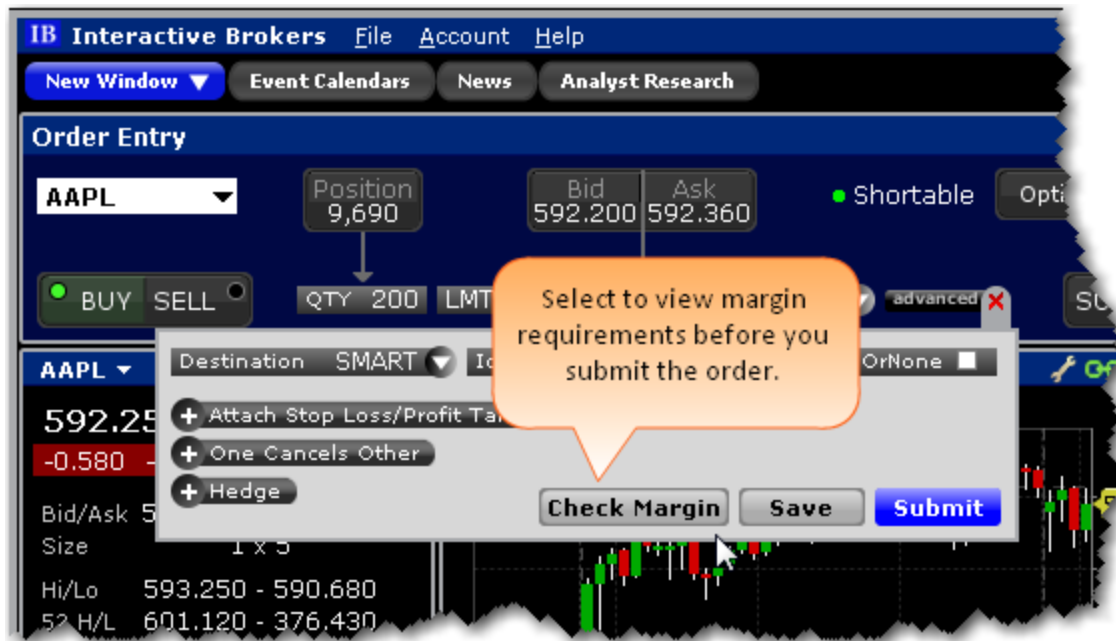 IB Interactive Brokers File Account Help
New Window Event Calendars News Analyst Research
Order Entry
AAPL Position Bid Ask Shortable
9,690 592.200 592.360
BUY SELL QTY 200 LMT advanced
Select to view margin
requirements before you
submit the order.
Destination SMART OrNone
AAPL
592.25
Attach Stop Loss/Profit
-0.580
One Cancels Other
Hedge
Check Margin Save Submit
Bid/Ask
Size 1 x 5
Hi/Lo 593.250 - 590.680
52 H/L 601.120 - 376.430